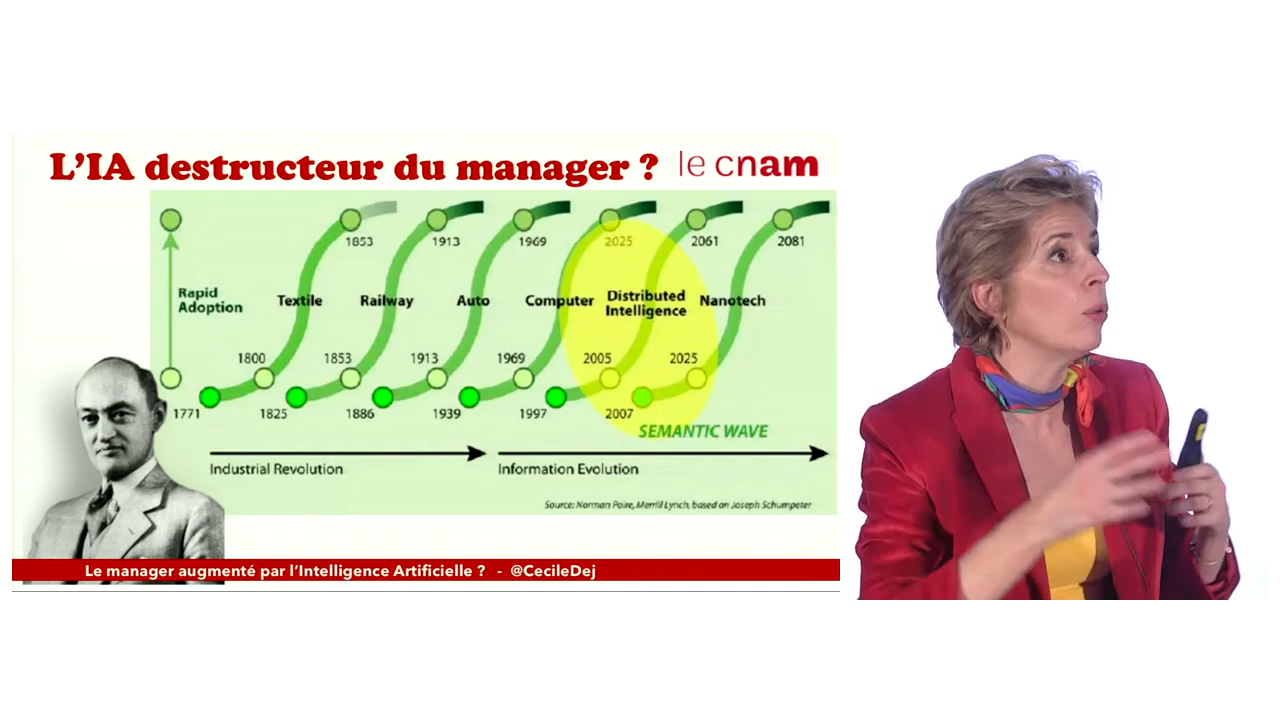 L'IA destructeur du manager ?
le cnam
1853 1913 1969 2025 2061 2081
Rapid Adoption
Textile Railway Auto Computer Distributed Intelligence Nanotech
1800 1853 1913 1969 2005 2025
1771 1825 1886 1939 1997 2007
SEMANTIC WAVE
Industrial Revolution
Information Evolution
Source: Norman Poire, Merrill Lynch, based on Joseph Schumpeter
Le manager augmenté par l'Intelligence Artificielle ? - @CecileDej